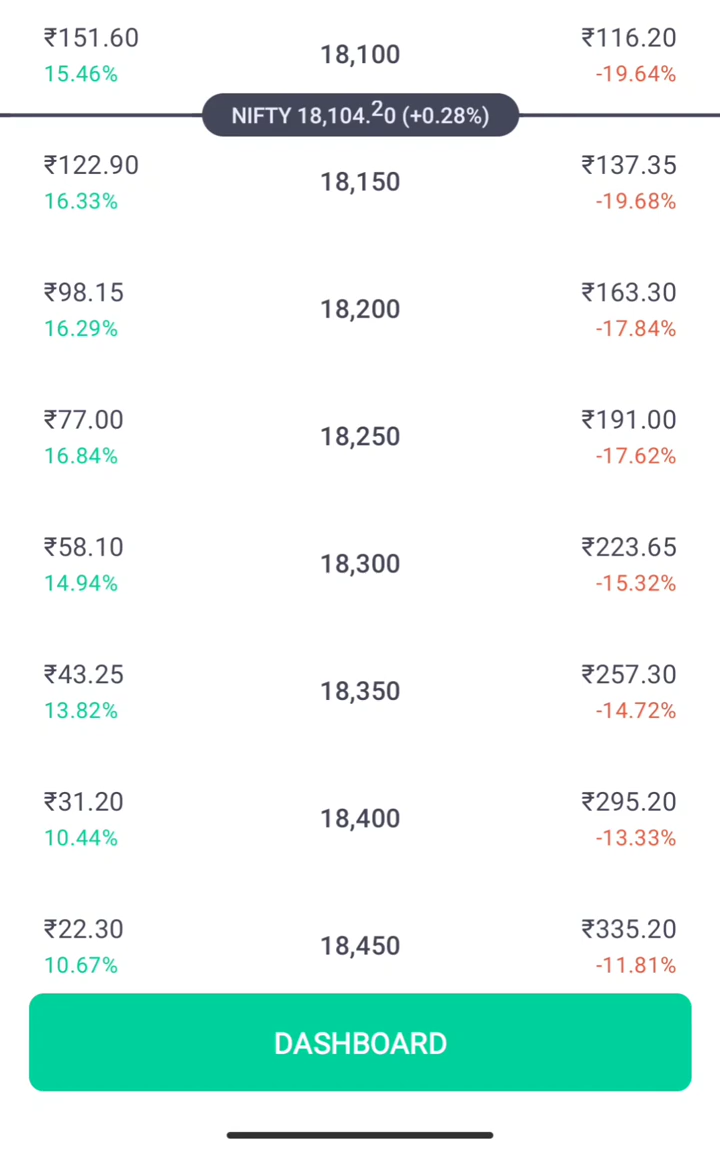 ₹151.60 18,100 ₹116.20
15.46% -19.64%
NIFTY 18,104.20 (+0.28%)
₹122.90 18,150 ₹137.35
16.33% -19.68%
₹98.15 18,200 ₹163.30
16.29% -17.84%
₹77.00 18,250 ₹191.00
16.84% -17.62%
₹58.10 18,300 ₹223.65
14.94% -15.32%
₹43.25 18,350 ₹257.30
13.82% -14.72%
₹31.20 18,400 ₹295.20
10.44% -13.33%
₹22.30 18,450 ₹335.20
10.67% -11.81%
DASHBOARD